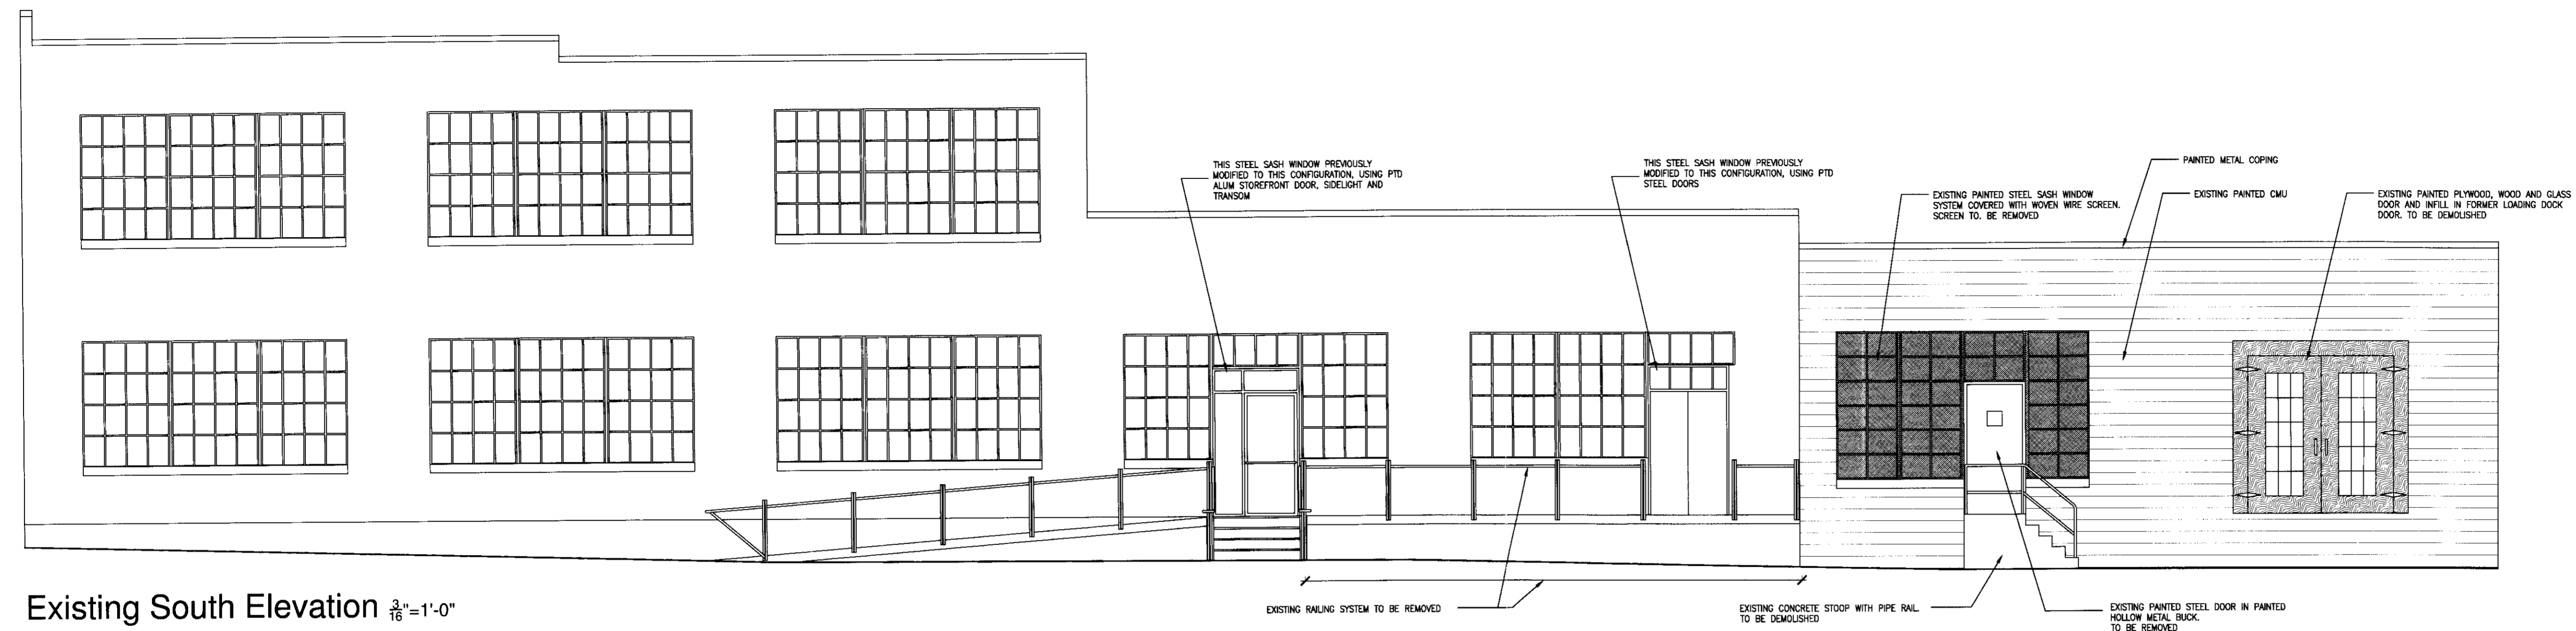 THIS STEEL SASH WINDOW PREVIOUSLY
MODIFIED TO THIS CONFIGURATION, USING PTD
ALUM STOREFRONT DOOR, SIDELIGHT AND
TRANSOM
THIS STEEL SASH WINDOW PREVIOUSLY
MODIFIED TO THIS CONFIGURATION, USING PTD
STEEL DOORS
PAINTED METAL COPING
EXISTING PAINTED STEEL SASH WINDOW
SYSTEM COVERED WITH WOVEN WIRE SCREEN.
SCREEN TO. BE REMOVED
EXISTING PAINTED CMU
EXISTING PAINTED PLYWOOD, WOOD AND GLASS
DOOR AND INFILL IN FORMER LOADING DOCK
DOOR. TO BE DEMOLISHED
Existing South Elevation 3/16"=1'-0"
EXISTING RAILING SYSTEM TO BE REMOVED
EXISTING CONCRETE STOOP WITH PIPE RAIL.
TO BE DEMOLISHED
EXISTING PAINTED STEEL DOOR IN PAINTED
HOLLOW METAL BUCK.
TO BE REMOVED